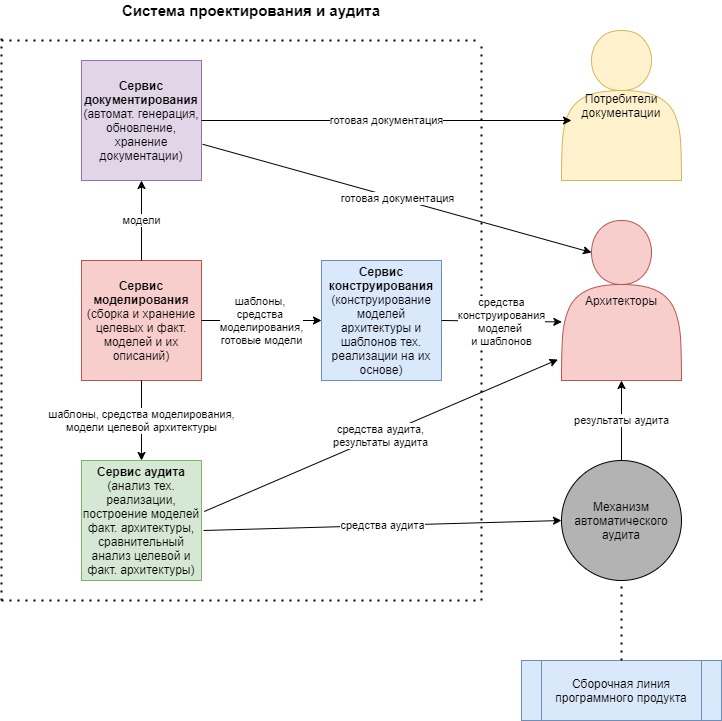 Система проектирования и аудита
Сервис
документирования
(автомат. генерация,
обновление,
хранение
документации)
готовая документация
Потребители
документации
готовая документация
модели
Сервис
моделирования
(сборка и хранение
целевых и факт.
моделей и их
описаний)
шаблоны,
средства
моделирования,
готовые модели
Сервис
конструирования
(конструирование
моделей
архитектуры и
шаблонов тех.
реализации на их
основе)
средства
конструирования
моделей
и шаблонов
Архитекторы
шаблоны, средства моделирования,
модели целевой архитектуры
средства аудита,
результаты аудита
результаты аудита
Сервис аудита
(анализ тех.
реализации,
построение моделей
факт. архитектуры,
сравнительный
анализ целевой и
факт. архитектуры)
средства аудита
Механизм
автоматического
аудита
Сборочная линия
программного продукта